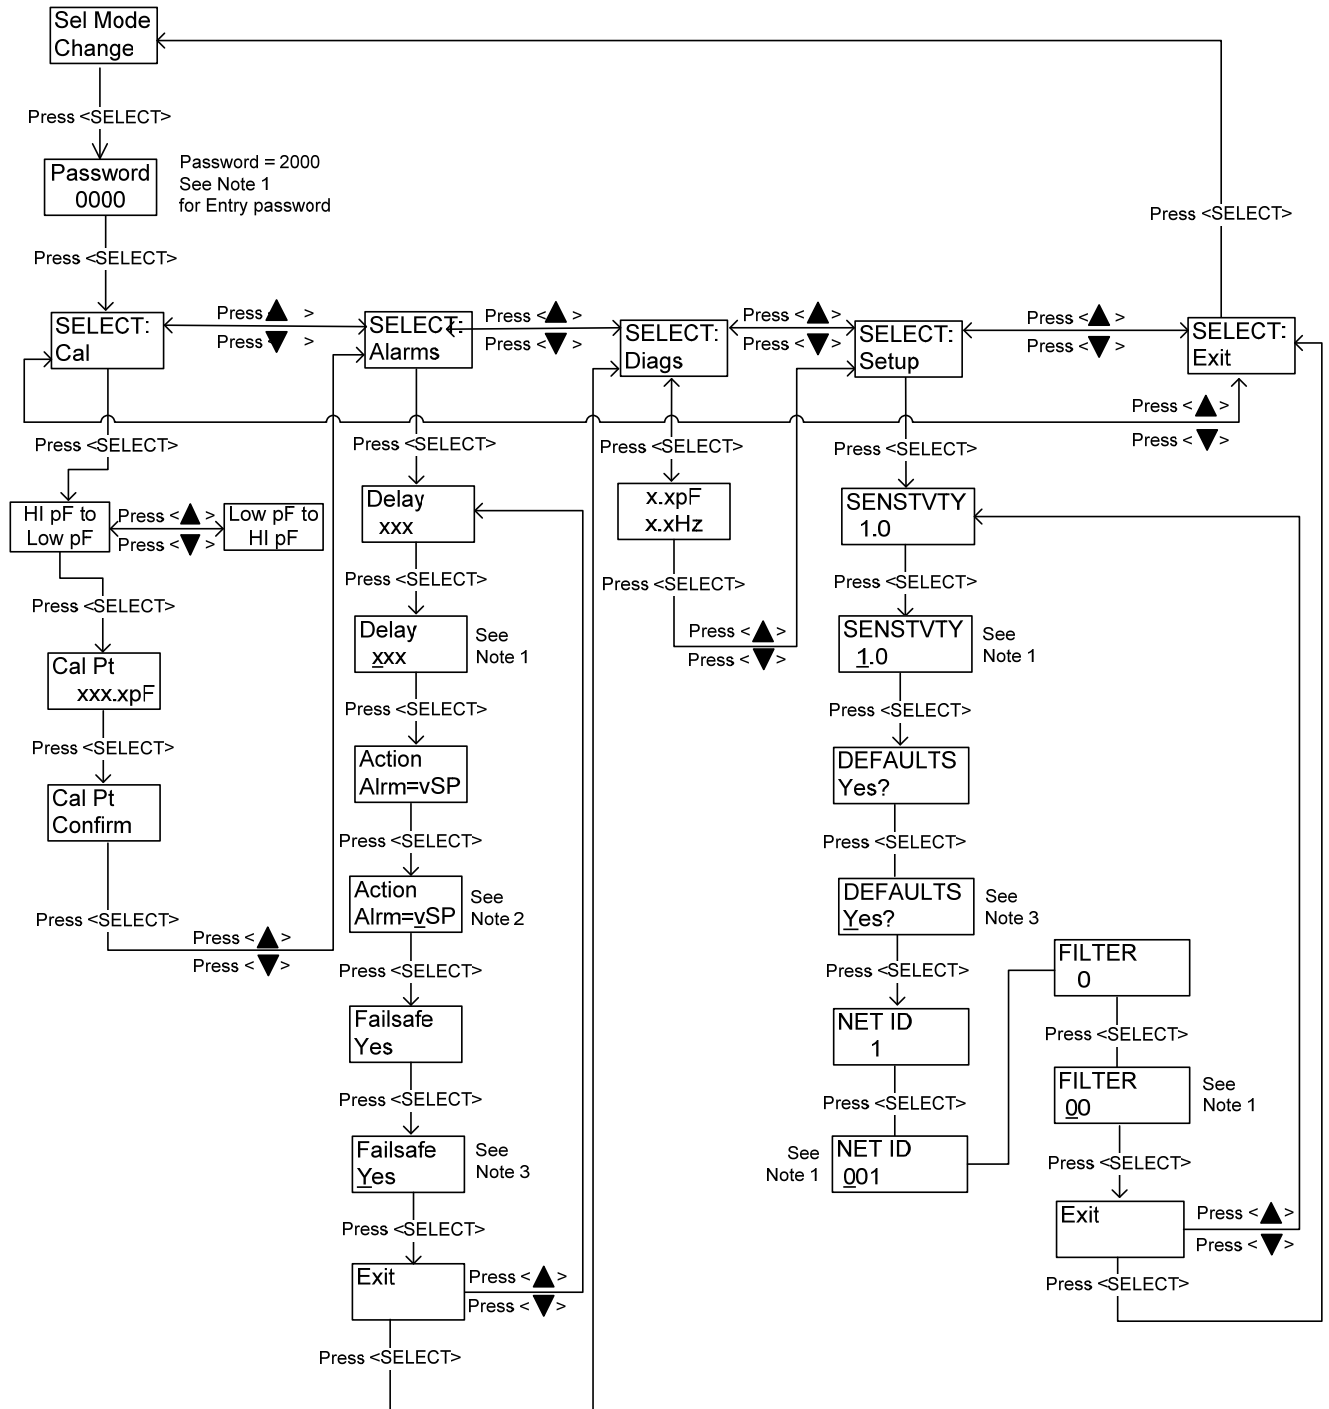 Sel Mode
Change
Press <SELECT>
Password
0000
Password = 2000
See Note 1
for Entry password
Press <SELECT>
Press <SELECT>
SELECT:
Cal
Press ▲ >
Press ▼ >
SELECT:
Alarms
Press <▲>
Press <▼>
SELECT:
Diags
Press <▲>
Press <▼>
SELECT:
Setup
Press <▲>
Press <▼>
SELECT:
Exit
Press <▲>
Press <▼>
Press <SELECT>
HI pF to
Low pF
Press <▲>
Press <▼>
Low pF to
HI pF
Press <SELECT>
Cal Pt
xxx.xpF
Press <SELECT>
Cal Pt
Confirm
Press <SELECT>
Press <▲>
Press <▼>
Press <SELECT>
Delay
xxx
Press <SELECT>
Delay
xxx
See
Note 1
Press <SELECT>
Action
Alrm=vSP
Press <SELECT>
Action
Alrm=vSP
See
Note 2
Press <SELECT>
Failsafe
Yes
Press <SELECT>
Failsafe
Yes
See
Note 3
Press <SELECT>
Exit
Press <▲>
Press <▼>
Press <SELECT>
Press <SELECT>
x.xpF
x.xHz
Press <SELECT>
Press <▲>
Press <▼>
Press <SELECT>
SENSTVTY
1.0
Press <SELECT>
SENSTVTY
1.0
See
Note 1
Press <SELECT>
DEFAULTS
Yes?
Press <SELECT>
DEFAULTS
Yes?
See
Note 3
Press <SELECT>
NET ID
1
Press <SELECT>
See
Note 1
NET ID
001
FILTER
0
Press <SELECT>
FILTER
00
See
Note 1
Press <SELECT>
Exit
Press <▲>
Press <▼>
Press <SELECT>